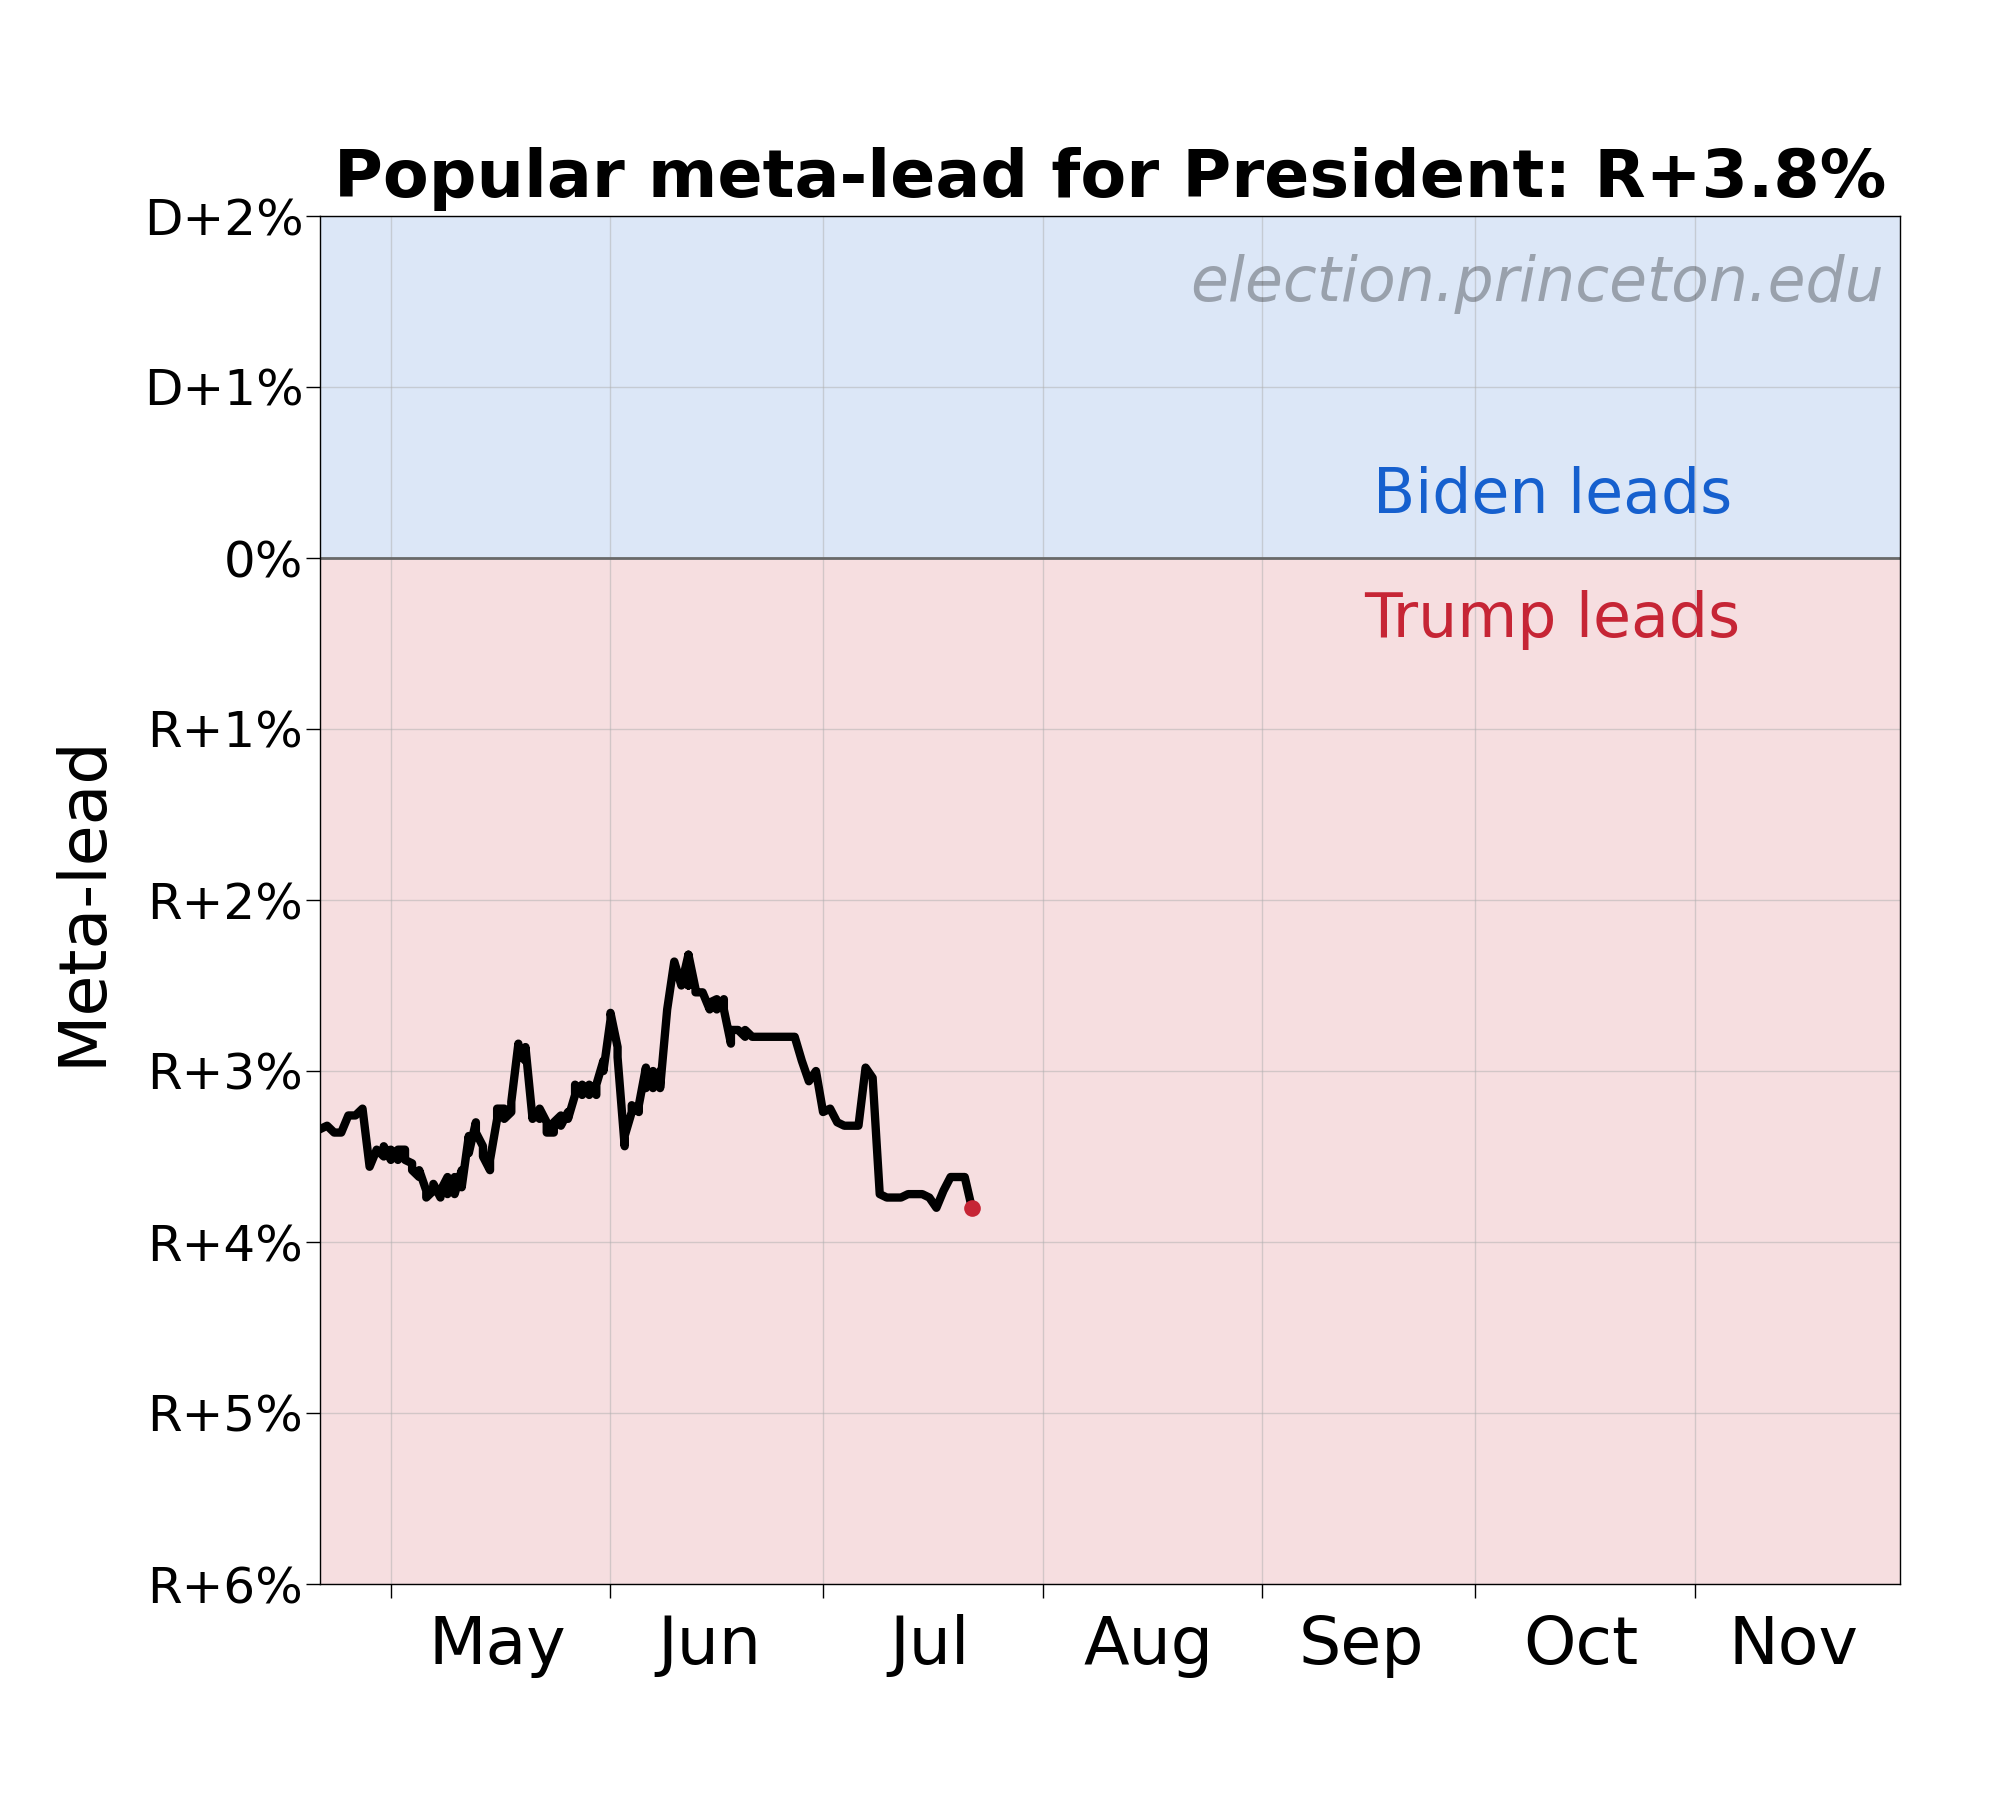 Popular meta-lead for President: R+3.8%
D+2%
election.princeton.edu
D+1%
Biden leads
0%
Trump leads
R+1%
Meta-lead
R+2%
R+3%
R+4%
R+5%
R+6%
May Jun Jul Aug Sep Oct Nov